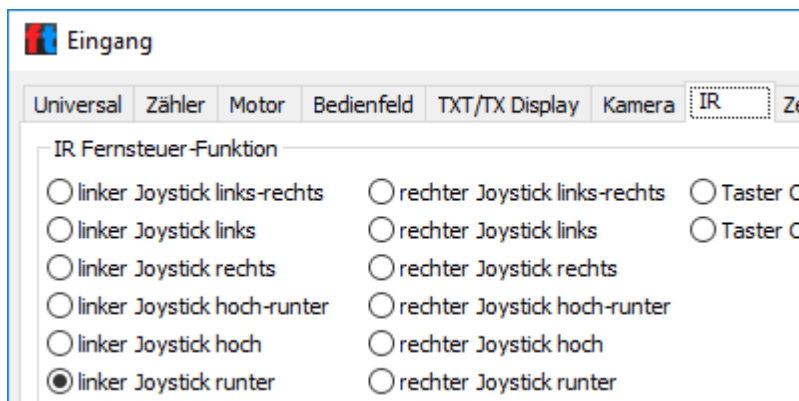 ft Eingang
Universal Zähler Motor Bedienfeld TXT/TX Display Kamera IR
IR Fernsteuer-Funktion
linker Joystick links-rechts rechter Joystick links-rechts Taster
linker Joystick links rechter Joystick links Taster
linker Joystick rechts rechter Joystick rechts
linker Joystick hoch-runter rechter Joystick hoch-runter
linker Joystick hoch rechter Joystick hoch
linker Joystick runter rechter Joystick runter